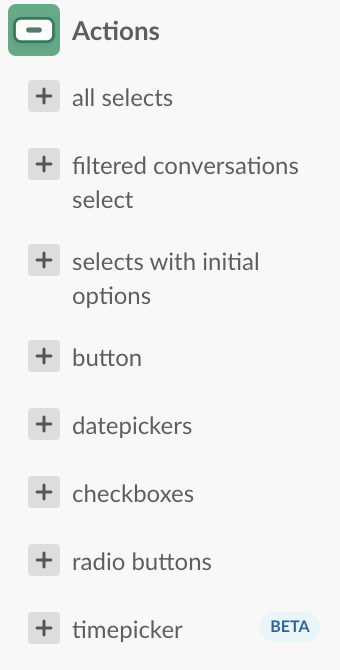 Actions
all selects
filtered conversations
select
selects with initial
options
button
datepickers
checkboxes
radio buttons
timepicker BETA